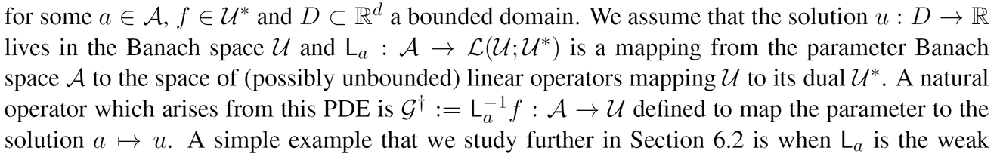 for some $a \in \mathcal{A}$, $f \in \mathcal{U}^*$ and $D \subset \mathbb{R}^d$ a bounded domain. We assume that the solution $u : D \to \mathbb{R}$
lives in the Banach space $\mathcal{U}$ and $\mathsf{L}_a : \mathcal{A} \to \mathcal{L}(\mathcal{U}; \mathcal{U}^*)$ is a mapping from the parameter Banach
space $\mathcal{A}$ to the space of (possibly unbounded) linear operators mapping $\mathcal{U}$ to its dual $\mathcal{U}^*$. A natural
operator which arises from this PDE is $\mathcal{G}^\dagger := \mathsf{L}_a^{-1} f : \mathcal{A} \to \mathcal{U}$ defined to map the parameter to the
solution $a \mapsto u$. A simple example that we study further in Section 6.2 is when $\mathsf{L}_a$ is the weak